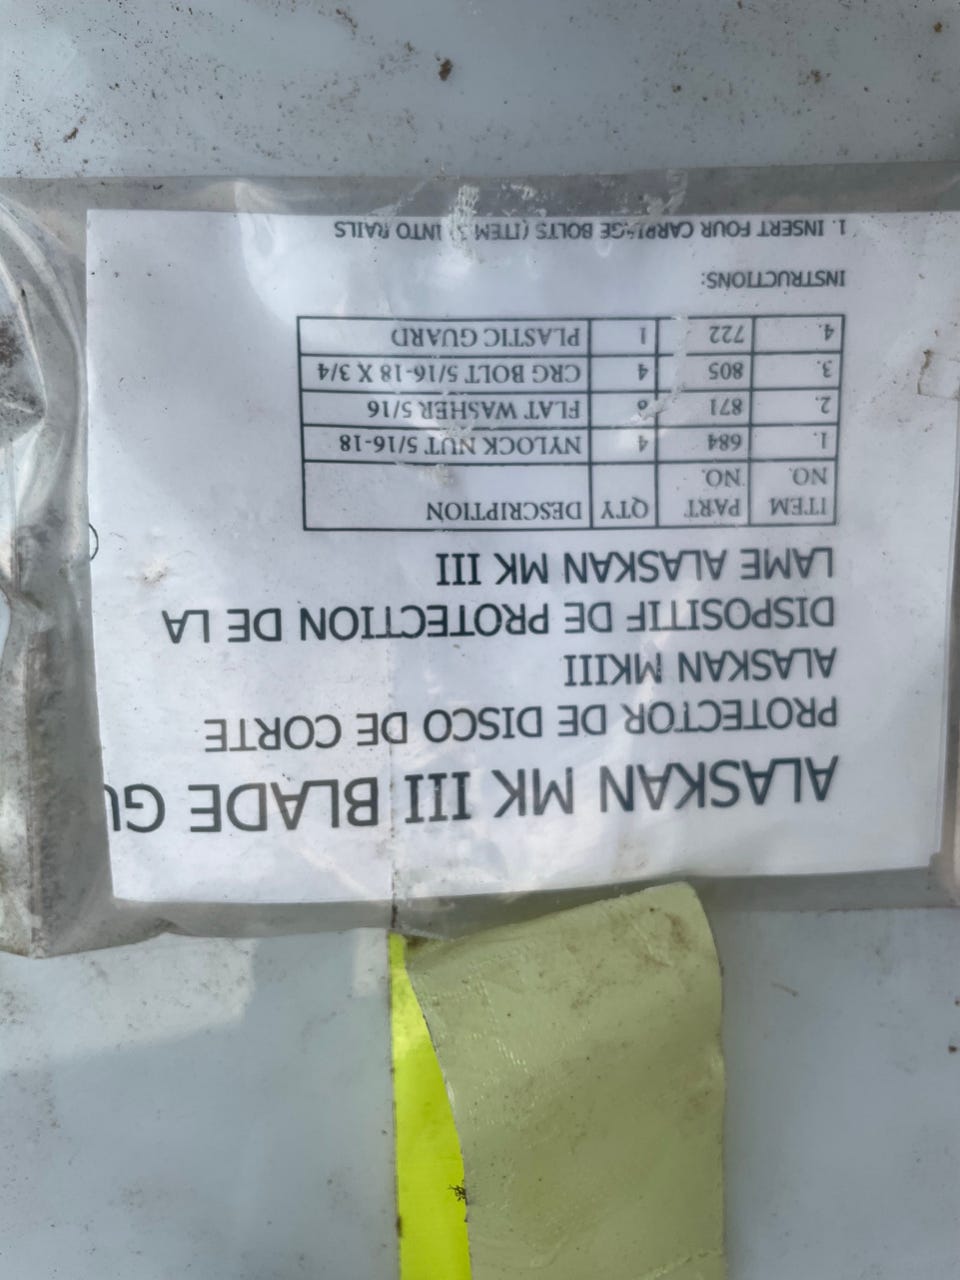 ALASKAN MK III BLADE GU
PROTECTOR DE DISCO DE CORTE
ALASKAN MKIII
DISPOSITIF DE PROTECTION DE LA
LAME ALASKAN MK III
ITEM NO. PART NO. QTY DESCRIPTION
1. 684 4 NYLOCK NUT 5/16-18
2. 871 8 FLAT WASHER 5/16
3. 805 4 CRG BOLT 5/16-18 X 3/4
4. 722 1 PLASTIC GUARD
INSTRUCTIONS:
1. INSERT FOUR CARRIAGE BOLTS (ITEM 3) INTO RAILS